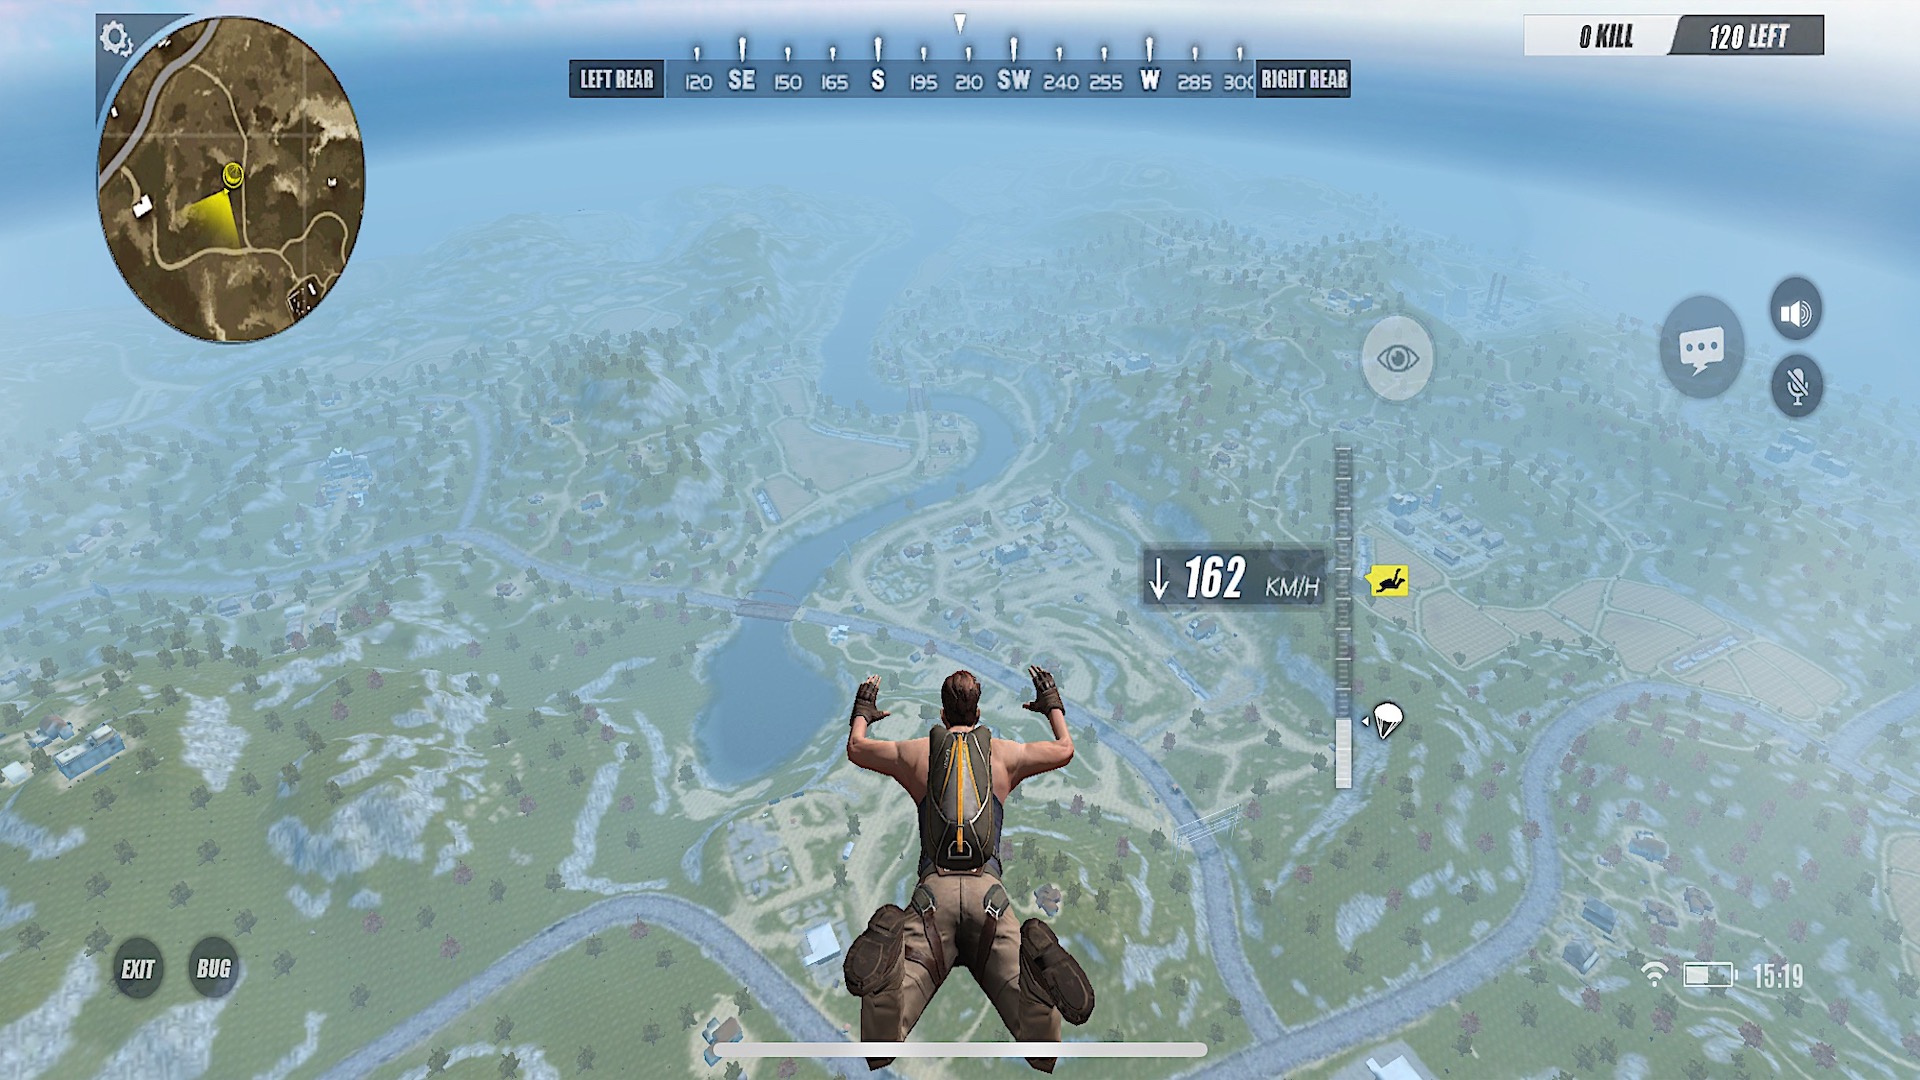 0 KILL 120 LEFT
LEFT REAR 120 SE 150 165 S 195 210 SW 240 255 W 285 300 RIGHT REAR
162 KM/H
EXIT BUG
15:19